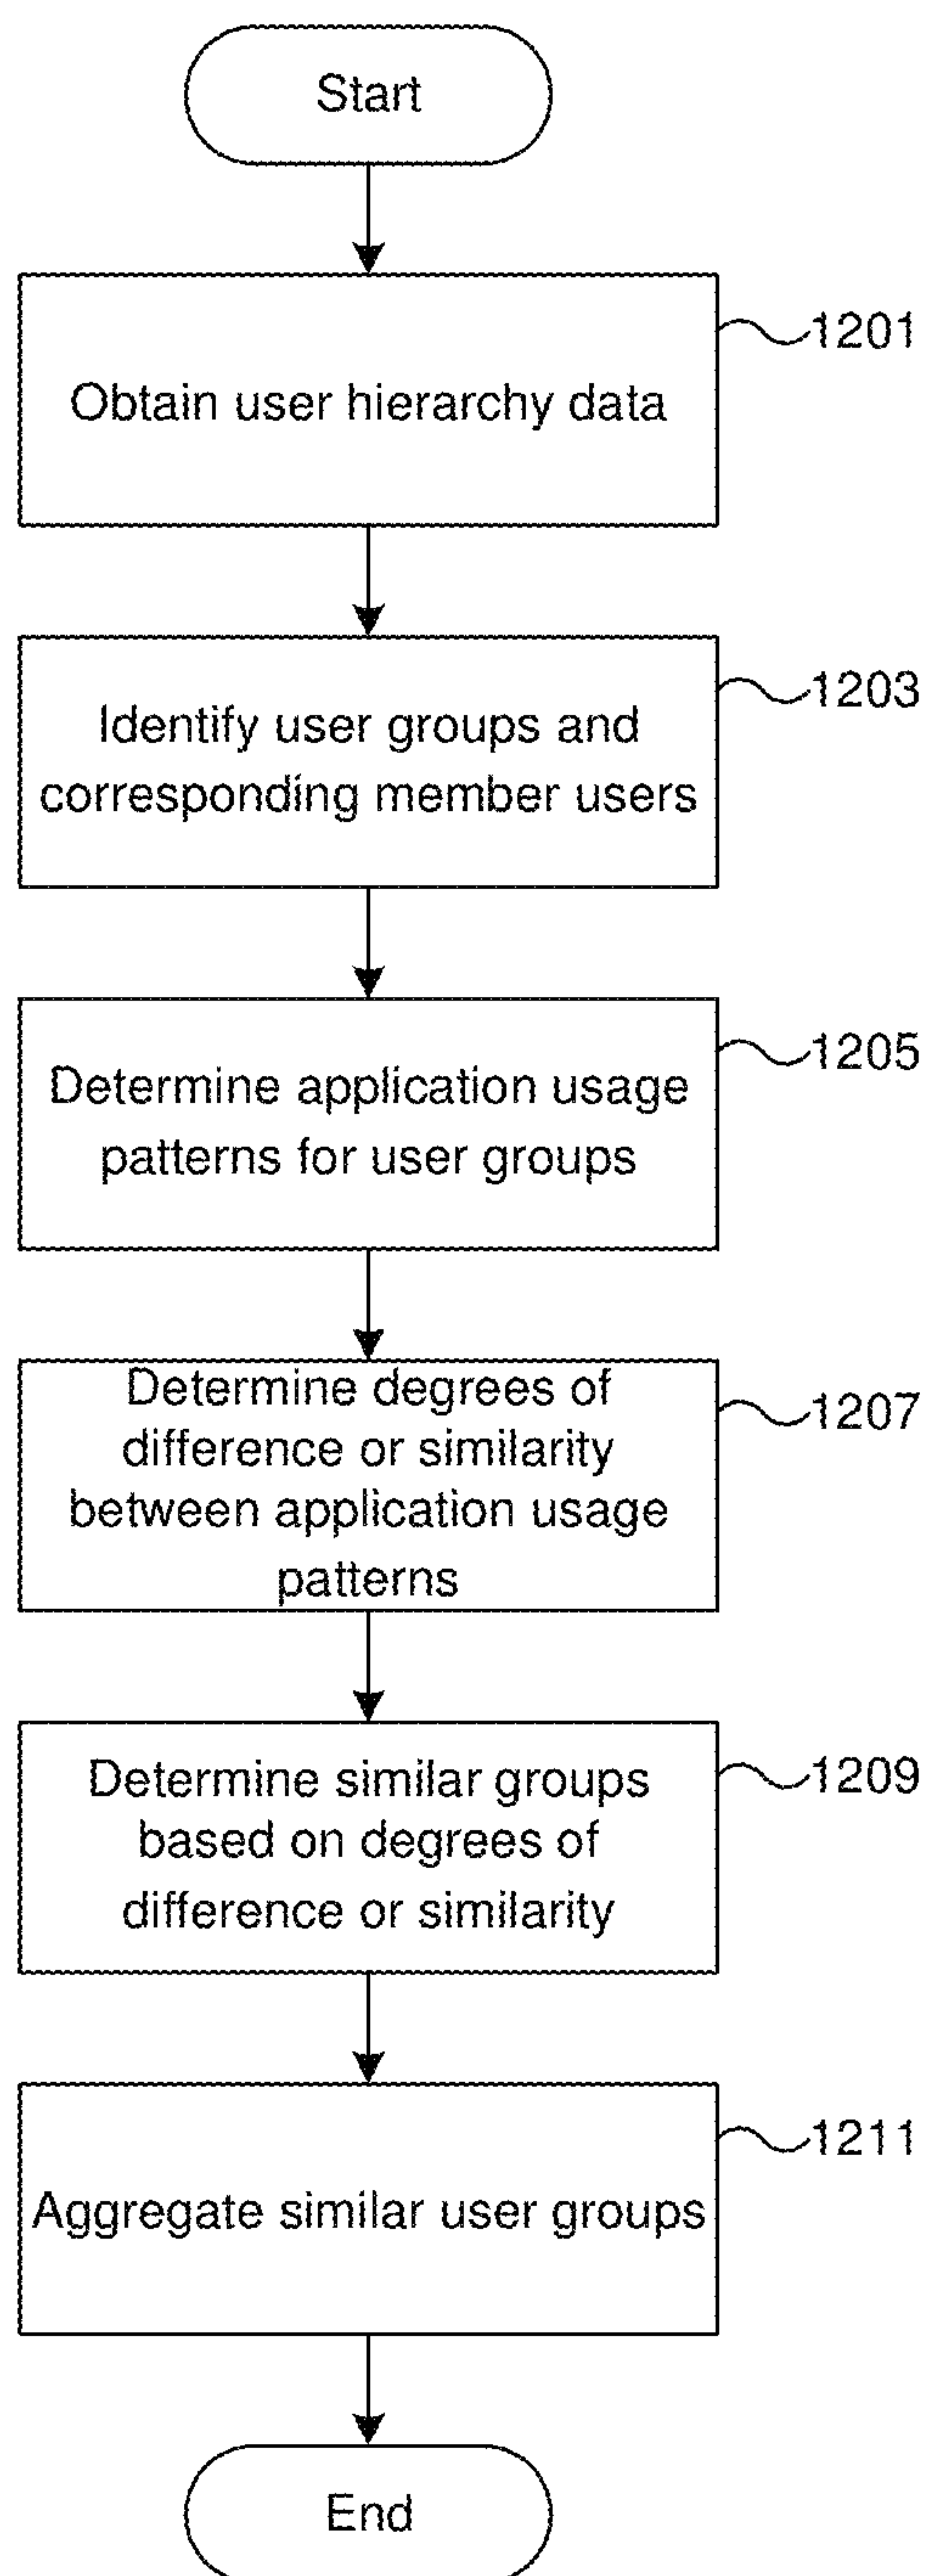 Start
Obtain user hierarchy data
1201
Identify user groups and
corresponding member users
1203
Determine application usage
patterns for user groups
1205
Determine degrees of
difference or similarity
between application usage
patterns
1207
Determine similar groups
based on degrees of
difference or similarity
1209
Aggregate similar user groups
1211
End